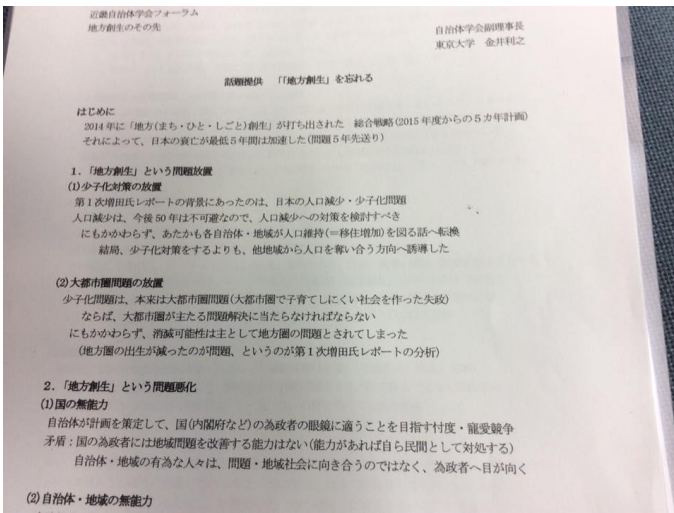 近畿自治体学会フォーラム
地方創生のその先
自治体学会副理事長
東京大学 金井利之
話題提供 「「地方創生」を忘れる
はじめに
2014年に「地方(まち・ひと・しごと)創生」が打ち出された 総合戦略(2015年度からの5カ年計画)
それによって、日本の衰亡が最低5年間は加速した(問題5年先送り)
1.「地方創生」という問題放置
(1)少子化対策の放置
第1次増田氏レポートの背景にあったのは、日本の人口減少・少子化問題
人口減少は、今後50年は不可避なので、人口減少への対策を検討すべき
にもかかわらず、あたかも各自治体・地域が人口維持(=移住増加)を図る話へ転換
結局、少子化対策をするよりも、他地域から人口を奪い合う方向へ誘導した
(2)大都市圏問題の放置
少子化問題は、本来は大都市圏問題(大都市圏で子育てしにくい社会を作った失政)
ならば、大都市圏が主たる問題解決に当たらなければならない
にもかかわらず、消滅可能性は主として地方圏の問題とされてしまった
(地方圏の出生が減ったのが問題、というのが第1次増田氏レポートの分析)
2.「地方創生」という問題悪化
(1)国の無能力
自治体が計画を策定して、国(内閣府など)の為政者の眼鏡に適うことを目指す忖度・寵愛競争
矛盾：国の為政者には地域問題を改善する能力はない(能力があれば自ら民間として対処する)
自治体・地域の有為な人々は、問題・地域社会に向き合うのではなく、為政者へ目が向く
(2)自治体・地域の無能力